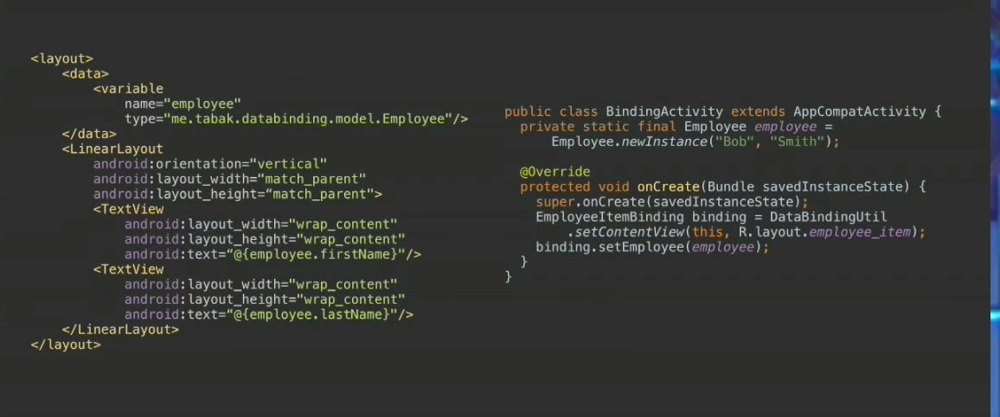 <layout>
<data>
<variable
name="employee"
type="me.tabak.databinding.model.Employee"/>
</data>
<LinearLayout
android:orientation="vertical"
android:layout_width="match_parent"
android:layout_height=“match_parent">
<TextView
android:layout_width="wrap_content"
android:layout_height="wrap_content"
android:text=“@{employee.firstName}"/>
<TextView
android:layout_width="wrap_content"
android:layout_height="wrap_content"
android:text=“@{employee.lastName}"/>
</LinearLayout>
</layout>
public class BindingActivity extends AppCompatActivity {
private static final Employee employee =
Employee.newInstance("Bob", "Smith");
@Override
protected void onCreate(Bundle savedInstanceState) {
super.onCreate(savedInstanceState);
EmployeeItemBinding binding = DataBindingUtil
.setContentView(this, R.layout.employee_item);
binding.setEmployee(employee);
}
}